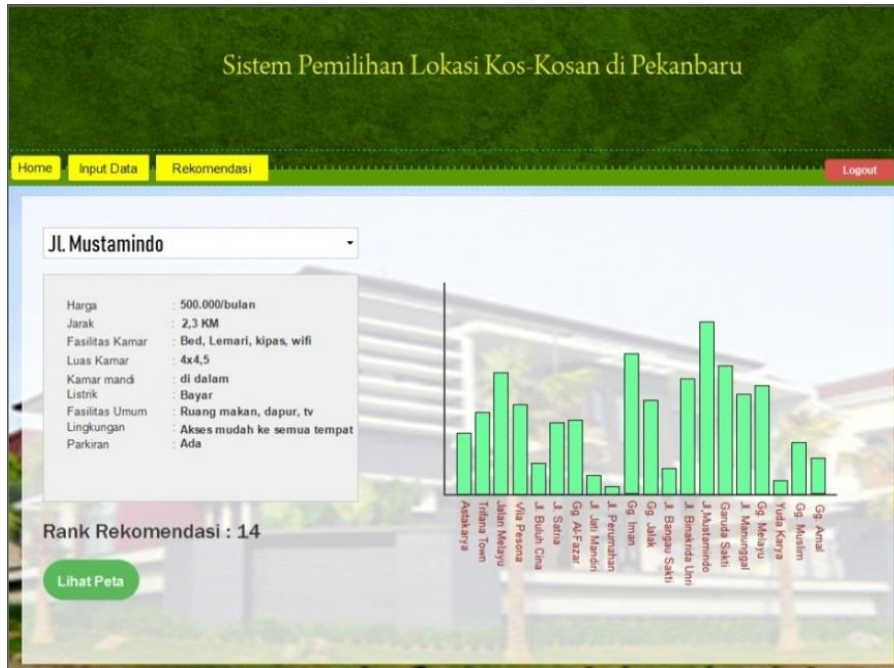 Sistem Pemilihan Lokasi Kos-Kosan di Pekanbaru
Home Input Data Rekomendasi Logout
Jl. Mustamindo
Harga : 500.000/bulan
Jarak : 2,3 KM
Fasilitas Kamar : Bed, Lemari, kipas, wifi
Luas Kamar : 4x4,5
Kamar mandi : di dalam
Listrik : Bayar
Fasilitas Umum : Ruang makan, dapur, tv
Lingkungan : Akses mudah ke semua tempat
Parkiran : Ada
Rank Rekomendasi : 14
Lihat Peta
Astakarya
Trifana Town
Jalan Melayu
Vila Pesona
Jl. Buluh Cina
Jl. Satria
Gg. Al-Fazar
Jl. Jati Mandiri
Jl. Perumahan
Gg. Iman
Gg. Jalak
Jl. Bangau Sakti
Jl. Binakrida Unri
Jl.Mustamindo
Garuda Sakti
Jl. Manunggal
Gg. Melayu
Yuda Karya
Gg. Muslim
Gg. Amal